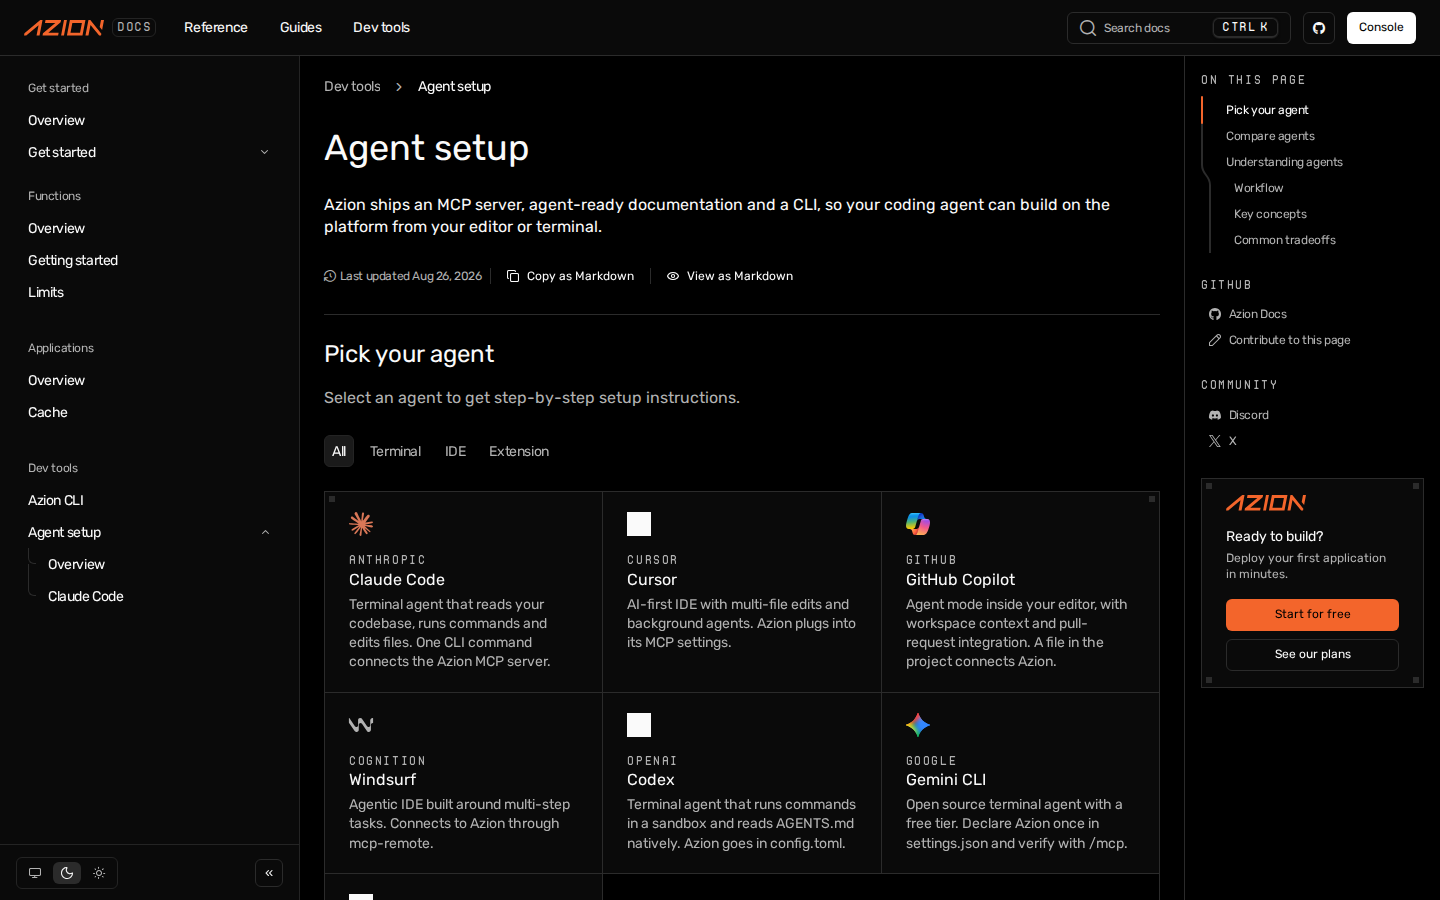 AZION DOCS Reference Guides Dev tools Search docs CTRL K Console
Get started
Overview
Get started
Functions
Overview
Getting started
Limits
Applications
Overview
Cache
Dev tools
Azion CLI
Agent setup
Overview
Claude Code
Dev tools > Agent setup
Agent setup
Azion ships an MCP server, agent-ready documentation and a CLI, so your coding agent can build on the
platform from your editor or terminal.
Last updated Aug 26, 2026 Copy as Markdown View as Markdown
Pick your agent
Select an agent to get step-by-step setup instructions.
All Terminal IDE Extension
ANTHROPIC
Claude Code
Terminal agent that reads your
codebase, runs commands and
edits files. One CLI command
connects the Azion MCP server.
CURSOR
Cursor
AI-first IDE with multi-file edits and
background agents. Azion plugs into
its MCP settings.
GITHUB
GitHub Copilot
Agent mode inside your editor, with
workspace context and pull-
request integration. A file in the
project connects Azion.
COGNITION
Windsurf
Agentic IDE built around multi-step
tasks. Connects to Azion through
mcp-remote.
OPENAI
Codex
Terminal agent that runs commands
in a sandbox and reads AGENTS.md
natively. Azion goes in config.toml.
GOOGLE
Gemini CLI
Open source terminal agent with a
free tier. Declare Azion once in
settings.json and verify with /mcp.
ON THIS PAGE
Pick your agent
Compare agents
Understanding agents
Workflow
Key concepts
Common tradeoffs
GITHUB
Azion Docs
Contribute to this page
COMMUNITY
Discord
X
AZION
Ready to build?
Deploy your first application
in minutes.
Start for free
See our plans